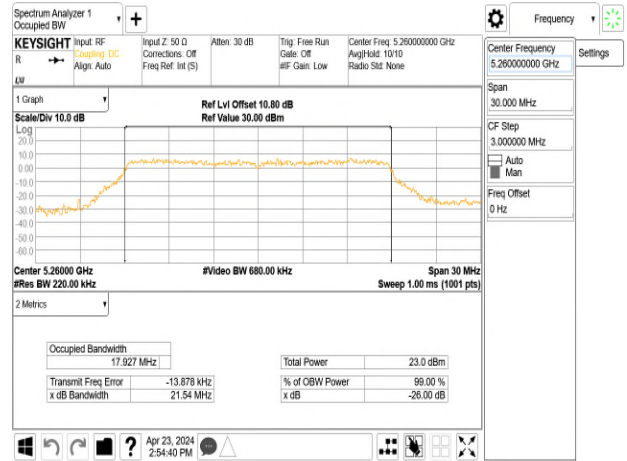 Spectrum Analyzer 1
Occupied BW
Frequency
KEYSIGHT
R
Input: RF
Coupling: DC
Align: Auto
Input Z: 50 Ω
Corrections: Off
Freq Ref: Int (S)
Atten: 30 dB
Trig: Free Run
Gate: Off
#IF Gain: Low
Center Freq: 5.260000000 GHz
Avg|Hold: 10/10
Radio Std: None
Center Frequency
5.260000000 GHz
Settings
Span
30.000 MHz
CF Step
3.000000 MHz
Auto
Man
Freq Offset
0 Hz
1 Graph
Scale/Div 10.0 dB
Ref Lvl Offset 10.80 dB
Ref Value 30.00 dBm
Log
20.0
10.0
0.00
-10.0
-20.0
-30.0
-40.0
-50.0
-60.0
Center 5.26000 GHz
#Video BW 680.00 kHz
Span 30 MHz
#Res BW 220.00 kHz
Sweep 1.00 ms (1001 pts)
2 Metrics
Occupied Bandwidth
17.927 MHz
Total Power 23.0 dBm
Transmit Freq Error -13.878 kHz
% of OBW Power 99.00 %
x dB Bandwidth 21.54 MHz
x dB -26.00 dB
?
Apr 23, 2024
2:54:40 PM